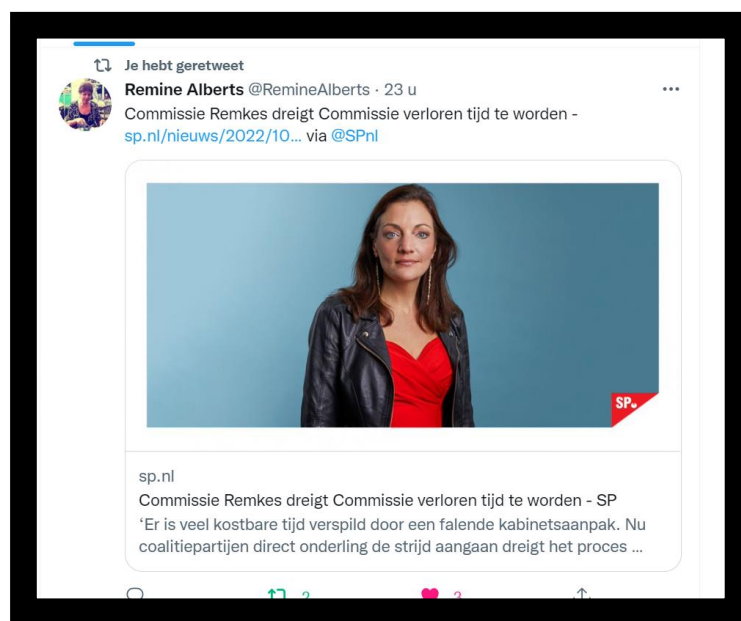 Je hebt geretweet
Remine Alberts @RemineAlberts · 23 u
Commissie Remkes dreigt Commissie verloren tijd te worden -
sp.nl/nieuws/2022/10... via @SPnl
SP.
sp.nl
Commissie Remkes dreigt Commissie verloren tijd te worden - SP
‘Er is veel kostbare tijd verspild door een falende kabinetsaanpak. Nu
coalitiepartijen direct onderling de strijd aangaan dreigt het proces ...
2 3